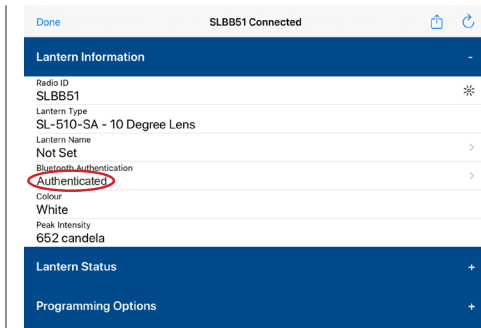 Done SLBB51 Connected
Lantern Information -
Radio ID
SLBB51
Lantern Type
SL-510-SA - 10 Degree Lens
Lantern Name
Not Set
Bluetooth Authentication
Authenticated
Colour
White
Peak Intensity
652 candela
Lantern Status +
Programming Options +